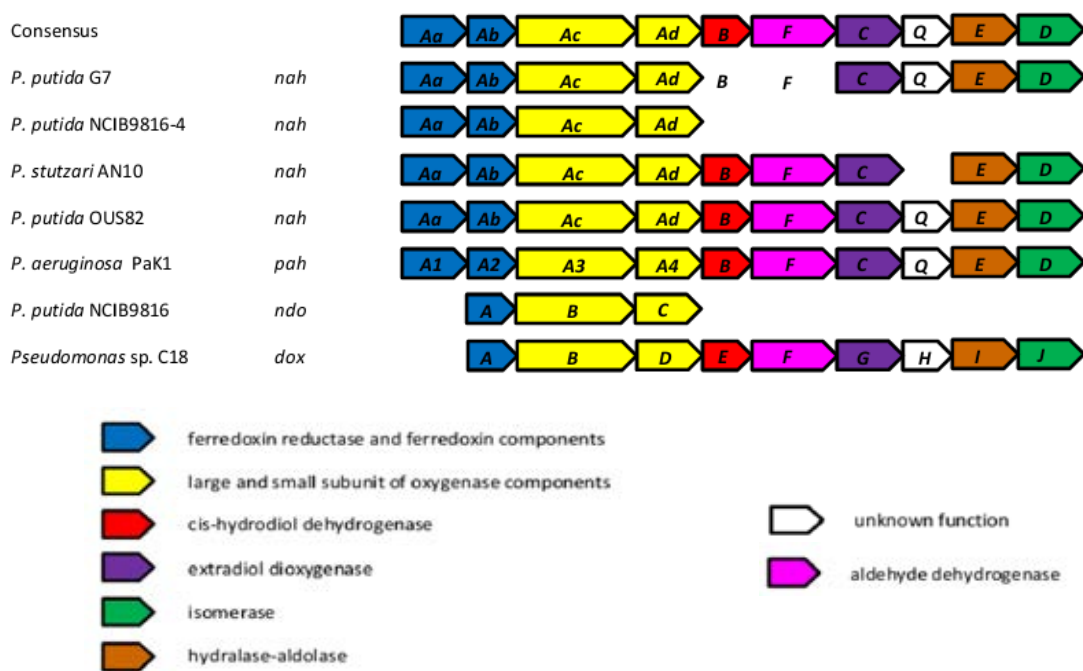 Consensus Aa Ab Ac Ad B F C Q E D
P. putida G7 nah Aa Ab Ac Ad B F C Q E D
P. putida NCIB9816-4 nah Aa Ab Ac Ad
P. stutzari AN10 nah Aa Ab Ac Ad B F C E D
P. putida OUS82 nah Aa Ab Ac Ad B F C Q E D
P. aeruginosa PaK1 pah A1 A2 A3 A4 B F C Q E D
P. putida NCIB9816 ndo A B C
Pseudomonas sp. C18 dox A B D E F G H I J
ferredoxin reductase and ferredoxin components
large and small subunit of oxygenase components
cis-hydrodiol dehydrogenase
extradiol dioxygenase
isomerase
hydralase-aldolase
unknown function
aldehyde dehydrogenase